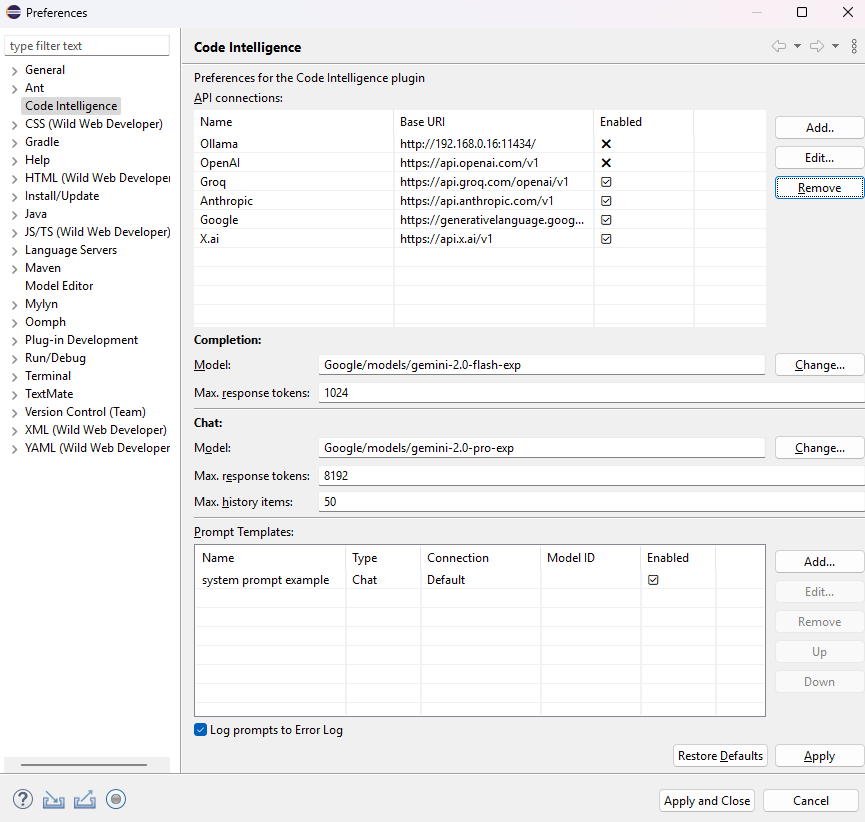 Preferences
type filter text
General
Ant
Code Intelligence
CSS (Wild Web Developer)
Gradle
Help
HTML (Wild Web Developer
Install/Update
Java
JS/TS (Wild Web Developer)
Language Servers
Maven
Model Editor
Mylyn
Oomph
Plug-in Development
Run/Debug
Terminal
TextMate
Version Control (Team)
XML (Wild Web Developer)
YAML (Wild Web Developer
Code Intelligence
Preferences for the Code Intelligence plugin
API connections:
Name Base URI Enabled
Ollama http://192.168.0.16:11434/
OpenAI https://api.openai.com/v1
Groq https://api.groq.com/openai/v1
Anthropic https://api.anthropic.com/v1
Google https://generativelanguage.goog...
X.ai https://api.x.ai/v1
Add..
Edit...
Remove
Completion:
Model: Google/models/gemini-2.0-flash-exp Change...
Max. response tokens: 1024
Chat:
Model: Google/models/gemini-2.0-pro-exp Change...
Max. response tokens: 8192
Max. history items: 50
Prompt Templates:
Name Type Connection Model ID Enabled
system prompt example Chat Default
Add...
Edit...
Remove
Up
Down
Log prompts to Error Log
Restore Defaults Apply
? Apply and Close Cancel